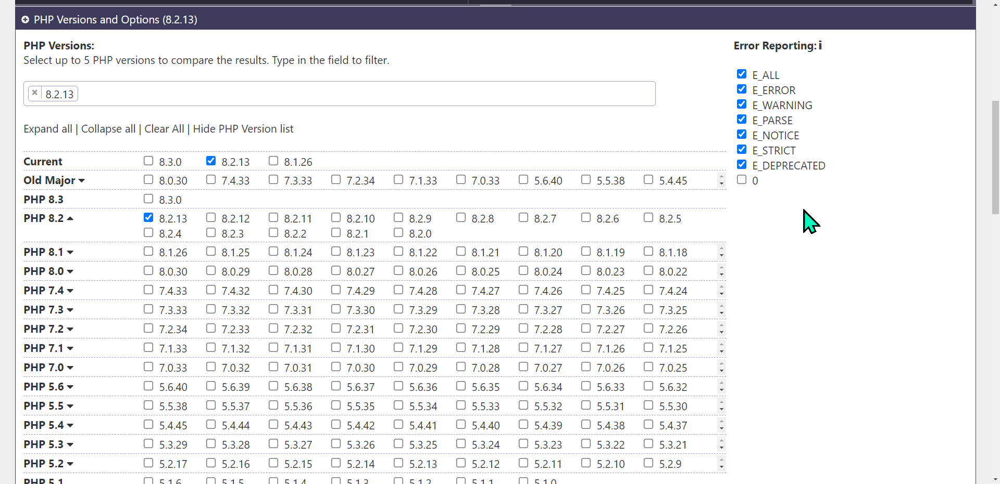 PHP Versions and Options (8.2.13)
PHP Versions:
Select up to 5 PHP versions to compare the results. Type in the field to filter.
8.2.13
Expand all | Collapse all | Clear All | Hide PHP Version list
Current 8.3.0 8.2.13 8.1.26
Old Major 8.0.30 7.4.33 7.3.33 7.2.34 7.1.33 7.0.33 5.6.40 5.5.38 5.4.45
PHP 8.3 8.3.0
PHP 8.2 8.2.13 8.2.12 8.2.11 8.2.10 8.2.9 8.2.8 8.2.7 8.2.6 8.2.5
8.2.4 8.2.3 8.2.2 8.2.1 8.2.0
PHP 8.1 8.1.26 8.1.25 8.1.24 8.1.23 8.1.22 8.1.21 8.1.20 8.1.19 8.1.18
PHP 8.0 8.0.30 8.0.29 8.0.28 8.0.27 8.0.26 8.0.25 8.0.24 8.0.23 8.0.22
PHP 7.4 7.4.33 7.4.32 7.4.30 7.4.29 7.4.28 7.4.27 7.4.26 7.4.25 7.4.24
PHP 7.3 7.3.33 7.3.32 7.3.31 7.3.30 7.3.29 7.3.28 7.3.27 7.3.26 7.3.25
PHP 7.2 7.2.34 7.2.33 7.2.32 7.2.31 7.2.30 7.2.29 7.2.28 7.2.27 7.2.26
PHP 7.1 7.1.33 7.1.32 7.1.31 7.1.30 7.1.29 7.1.28 7.1.27 7.1.26 7.1.25
PHP 7.0 7.0.33 7.0.32 7.0.31 7.0.30 7.0.29 7.0.28 7.0.27 7.0.26 7.0.25
PHP 5.6 5.6.40 5.6.39 5.6.38 5.6.37 5.6.36 5.6.35 5.6.34 5.6.33 5.6.32
PHP 5.5 5.5.38 5.5.37 5.5.36 5.5.35 5.5.34 5.5.33 5.5.32 5.5.31 5.5.30
PHP 5.4 5.4.45 5.4.44 5.4.43 5.4.42 5.4.41 5.4.40 5.4.39 5.4.38 5.4.37
PHP 5.3 5.3.29 5.3.28 5.3.27 5.3.26 5.3.25 5.3.24 5.3.23 5.3.22 5.3.21
PHP 5.2 5.2.17 5.2.16 5.2.15 5.2.14 5.2.13 5.2.12 5.2.11 5.2.10 5.2.9
PHP 5.1 5.1.6 5.1.5 5.1.4 5.1.3 5.1.2 5.1.1 5.1.0
Error Reporting:
E_ALL
E_ERROR
E_WARNING
E_PARSE
E_NOTICE
E_STRICT
E_DEPRECATED
0